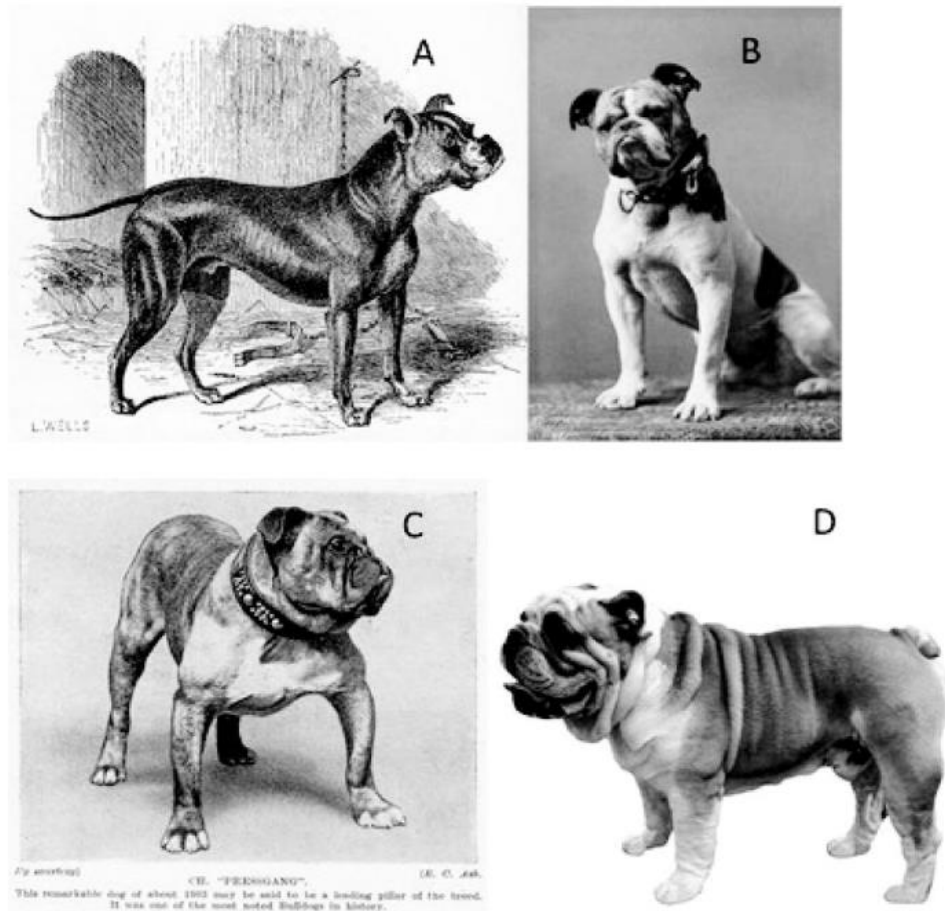 A
B
L. WELLS
C
D
CH. "PRESSGANG".
This remarkable dog of about 1903 may be said to be a leading pillar of the breed.
It was one of the most noted Bulldogs in history.